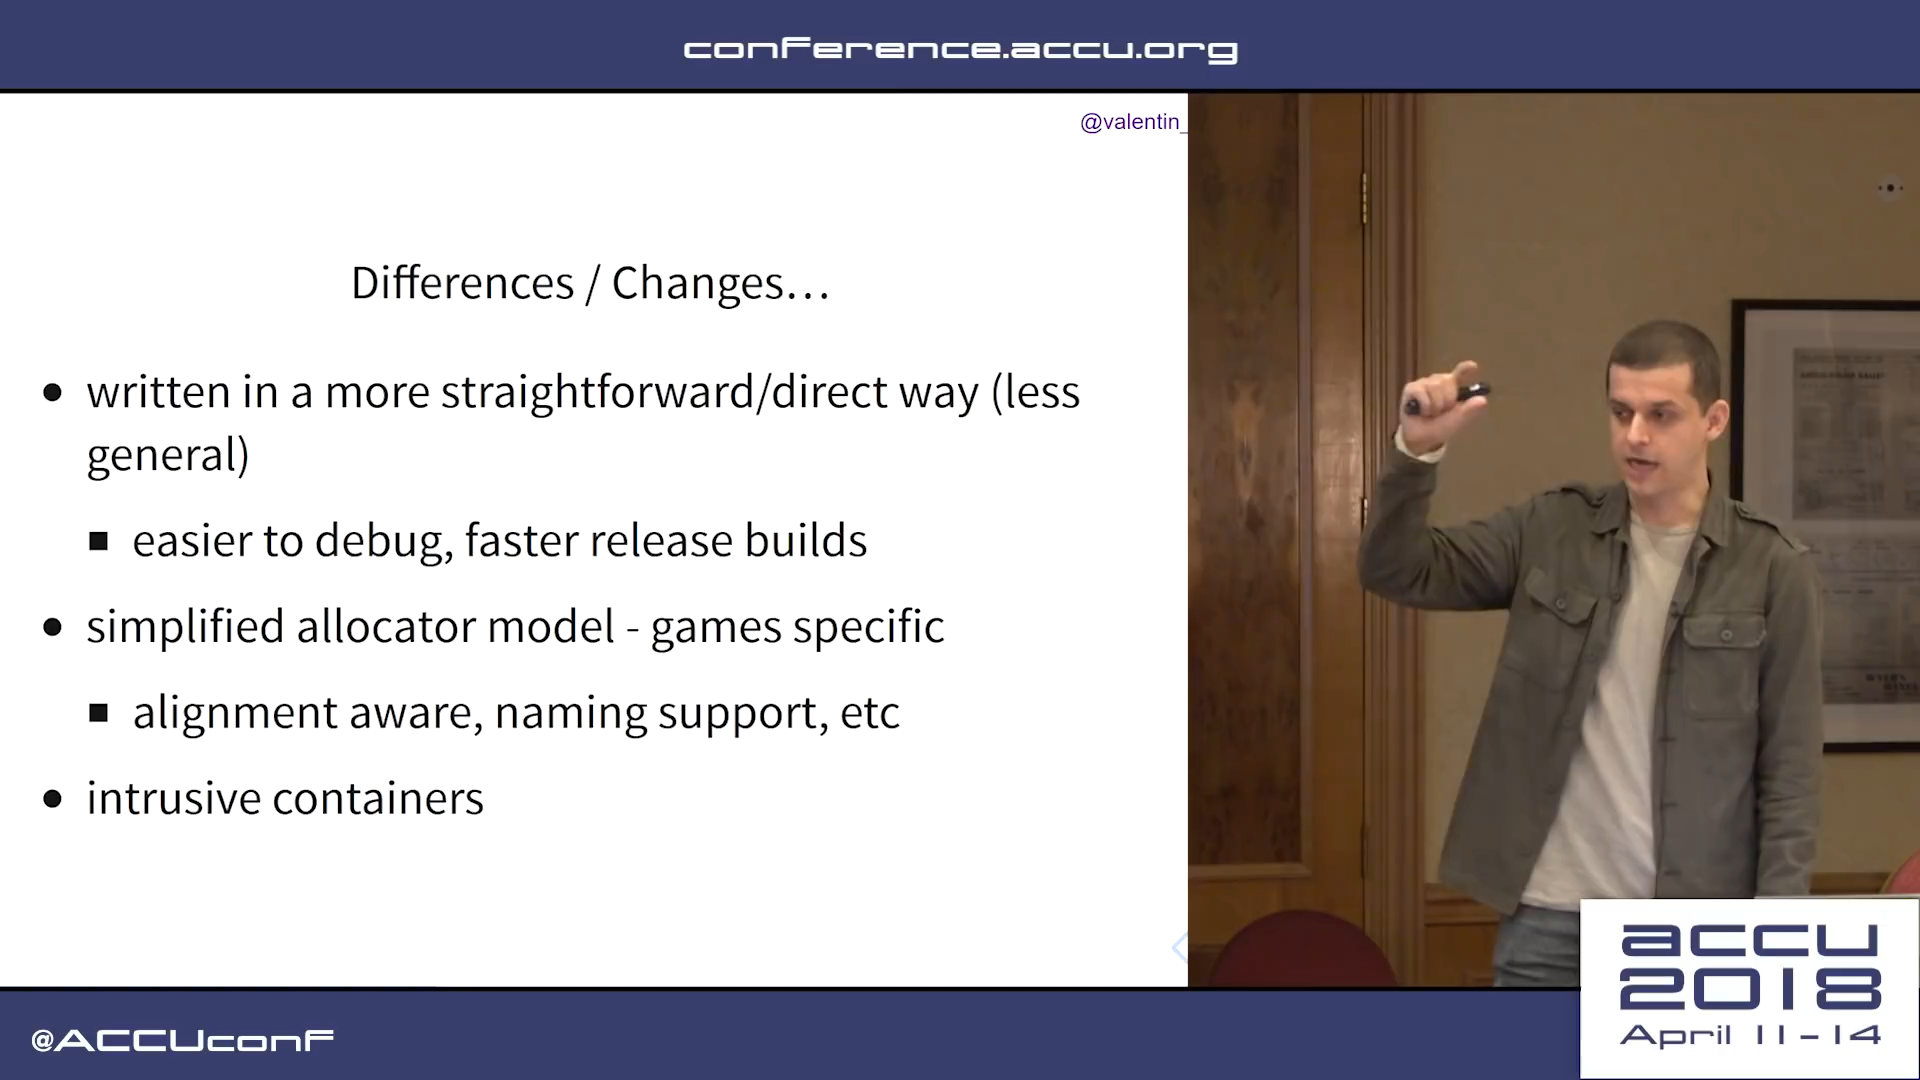 conference.accu.org
@valentin_
Differences / Changes…
• written in a more straightforward/direct way (less
general)
▪ easier to debug, faster release builds
• simplified allocator model - games specific
▪ alignment aware, naming support, etc
• intrusive containers
accu
2018
April 11-14
@ACCUconf